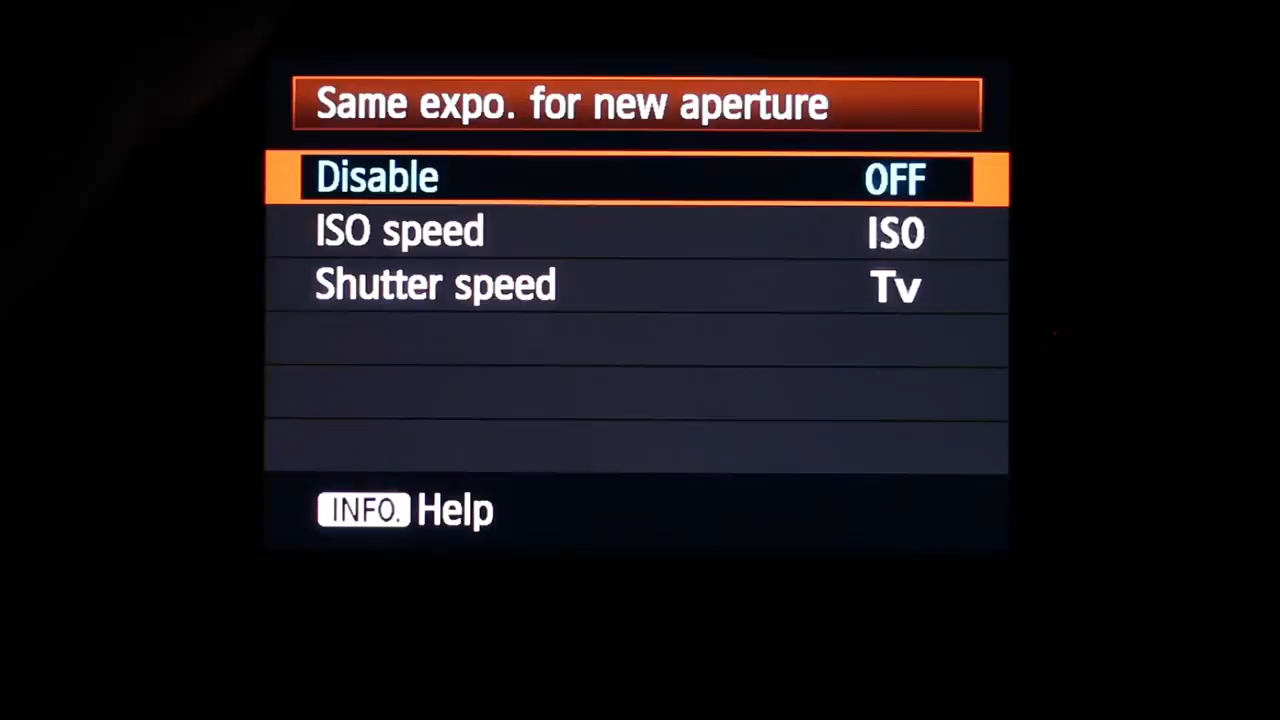 Same expo. for new aperture
Disable OFF
ISO speed ISO
Shutter speed Tv
INFO. Help